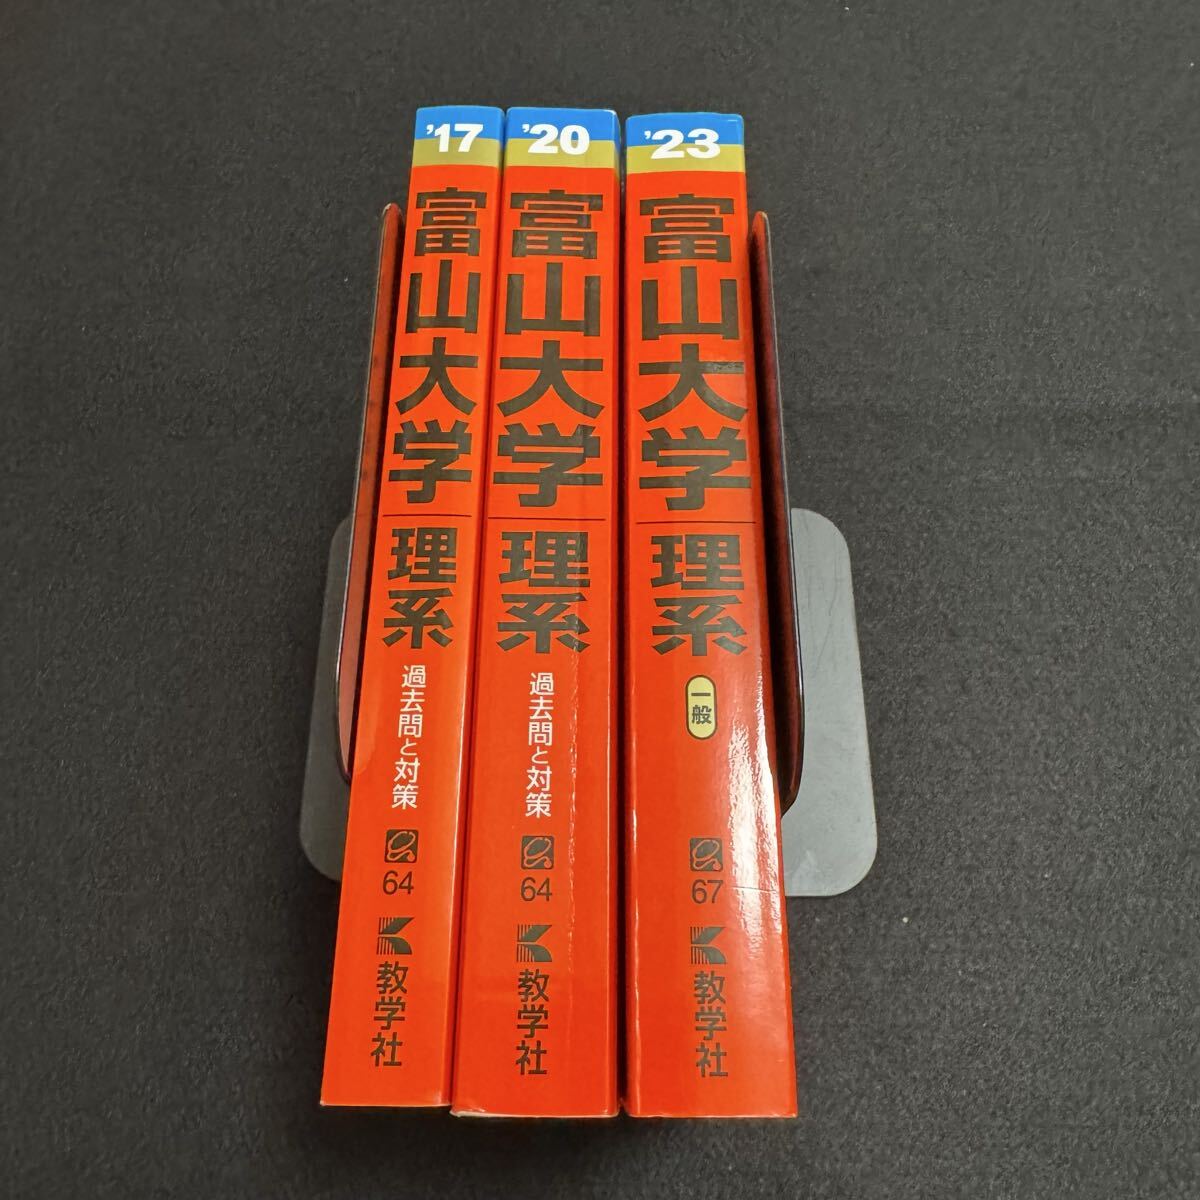 '17
富山大学
理系
過去問と対策
64
教学社
'20
富山大学
理系
過去問と対策
64
教学社
'23
富山大学
理系
一般
67
教学社